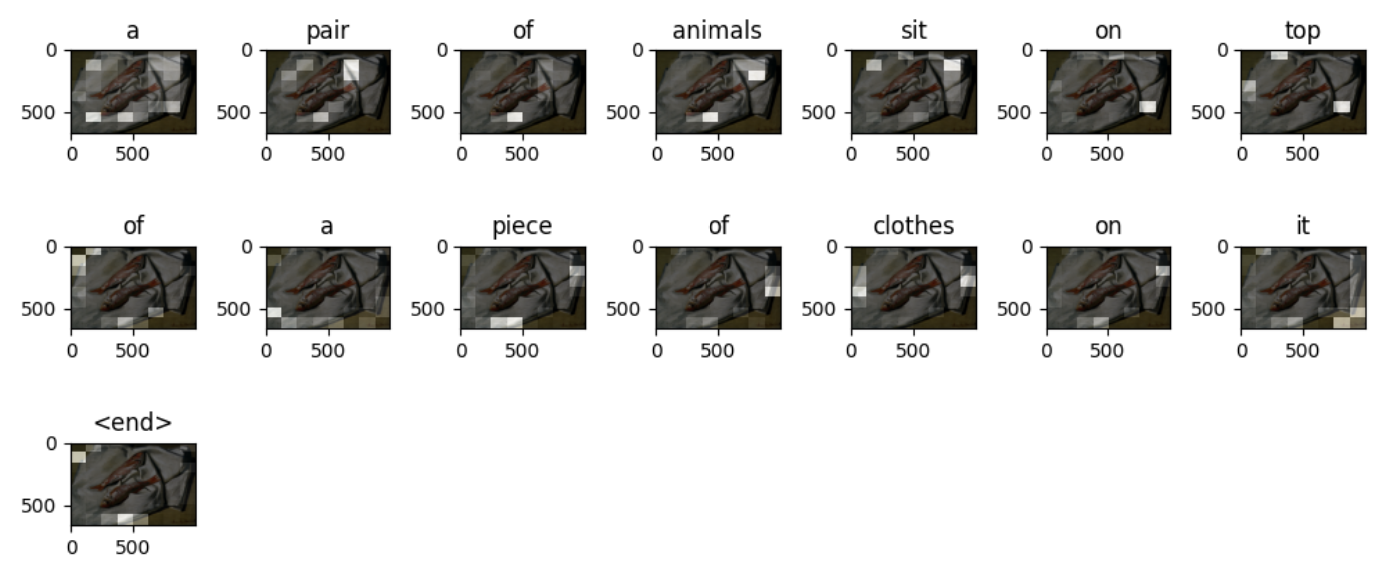 a pair of animals sit on top
0 0 0 0 0 0 0
500 500 500 500 500 500 500
0 500 0 500 0 500 0 500 0 500 0 500 0 500
of a piece of clothes on it
0 0 0 0 0 0 0
500 500 500 500 500 500 500
0 500 0 500 0 500 0 500 0 500 0 500 0 500
<end>
0
500
0 500